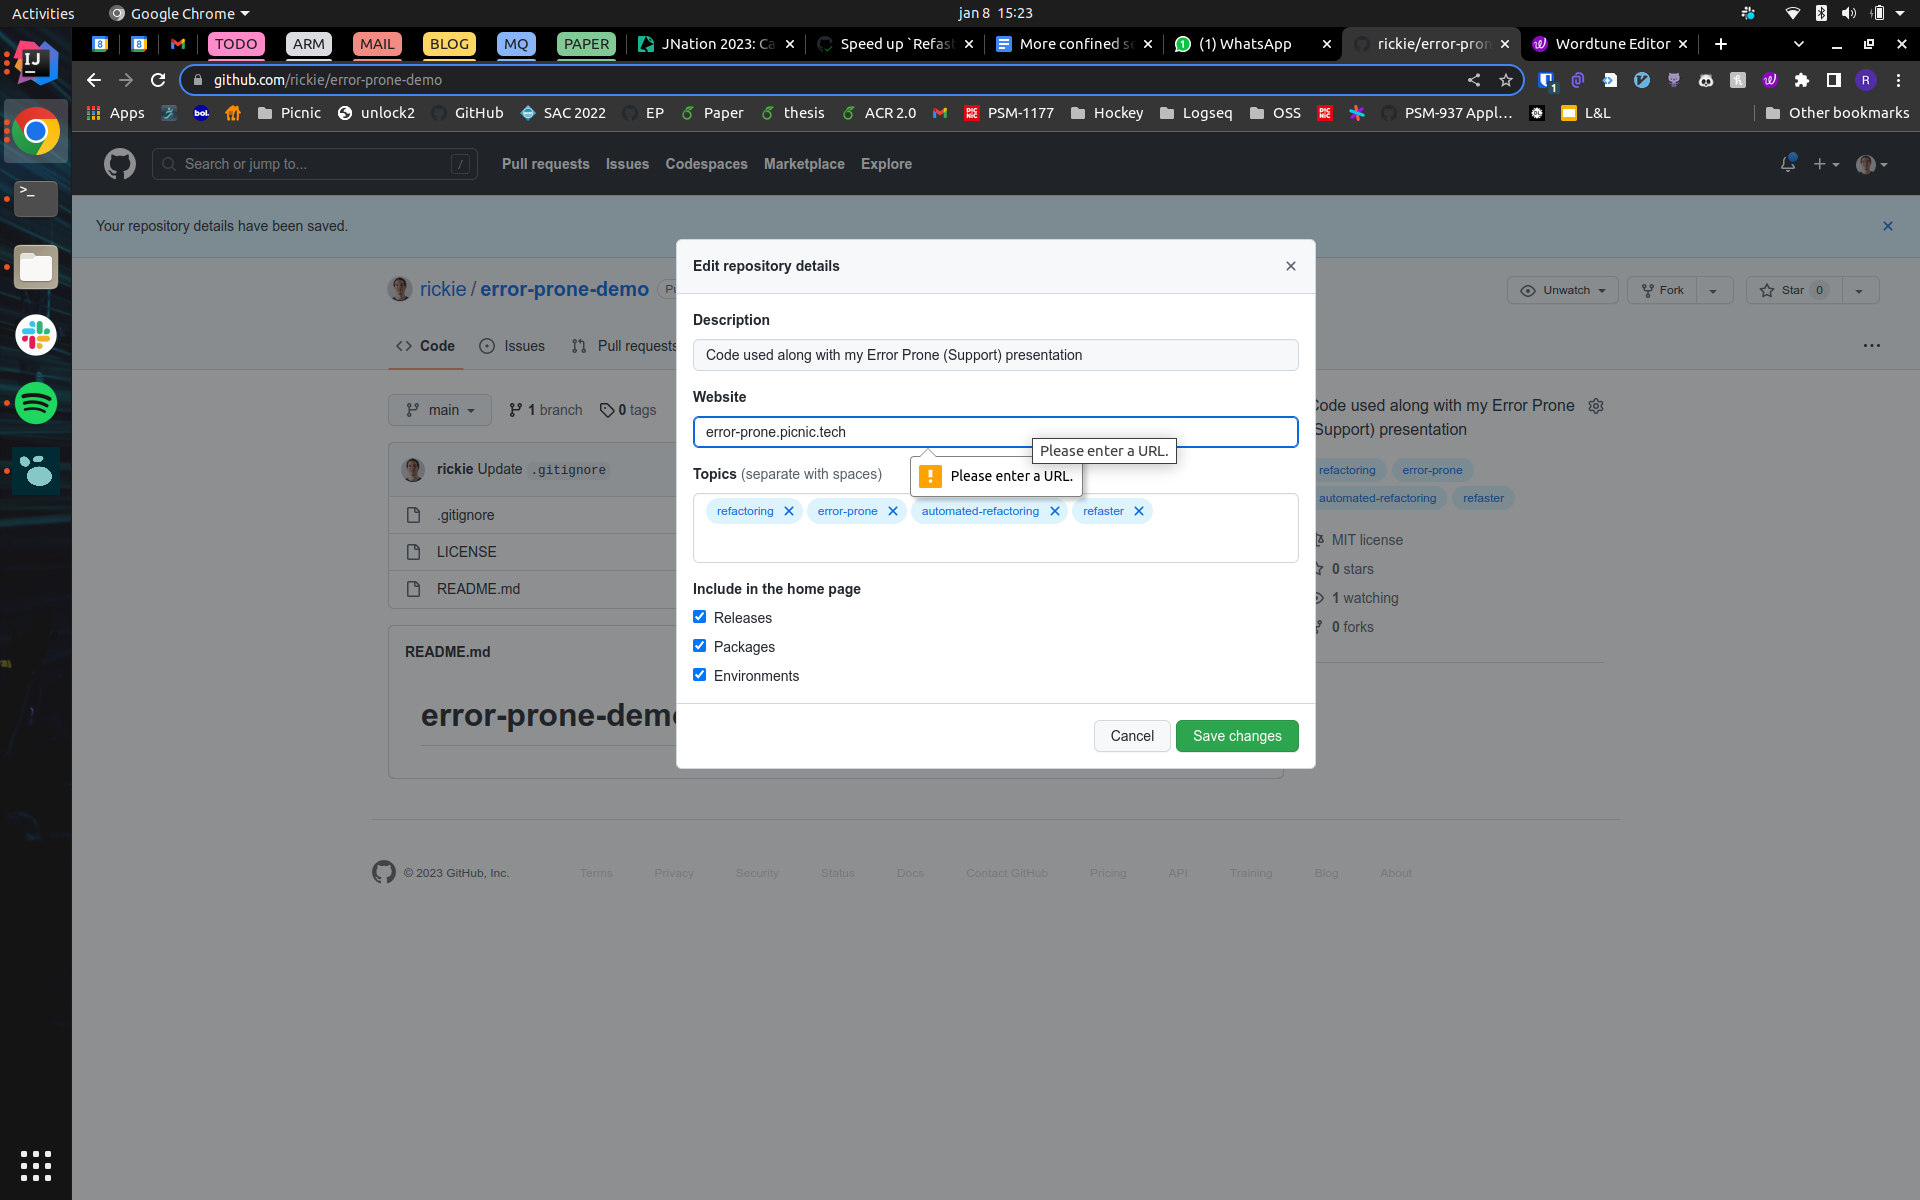 Activities
Google Chrome
jan 8 15:23
TODO
ARM
MAIL
BLOG
MQ
PAPER
JNation 2023: Ca
Speed up `Refas
More confined se
(1) WhatsApp
rickie/error-pron
Wordtune Editor
github.com/rickie/error-prone-demo
Apps
bol.
Picnic
unlock2
GitHub
SAC 2022
EP
Paper
thesis
ACR 2.0
PSM-1177
Hockey
Logseq
OSS
PSM-937 Appl...
L&L
Other bookmarks
Search or jump to...
/
Pull requests
Issues
Codespaces
Marketplace
Explore
Your repository details have been saved.
Edit repository details
rickie / error-prone-demo
Pu
Unwatch
Fork
Star 0
Code
Issues
Pull requests
Description
Code used along with my Error Prone (Support) presentation
Website
error-prone.picnic.tech
Please enter a URL.
Please enter a URL.
Topics (separate with spaces)
refactoring
error-prone
automated-refactoring
refaster
Include in the home page
Releases
Packages
Environments
Cancel
Save changes
main
1 branch
0 tags
rickie Update .gitignore
.gitignore
LICENSE
README.md
README.md
error-prone-demo
Code used along with my Error Prone
(Support) presentation
refactoring
error-prone
automated-refactoring
refaster
MIT license
0 stars
1 watching
0 forks
© 2023 GitHub, Inc.
Terms
Privacy
Security
Status
Docs
Contact GitHub
Pricing
API
Training
Blog
About